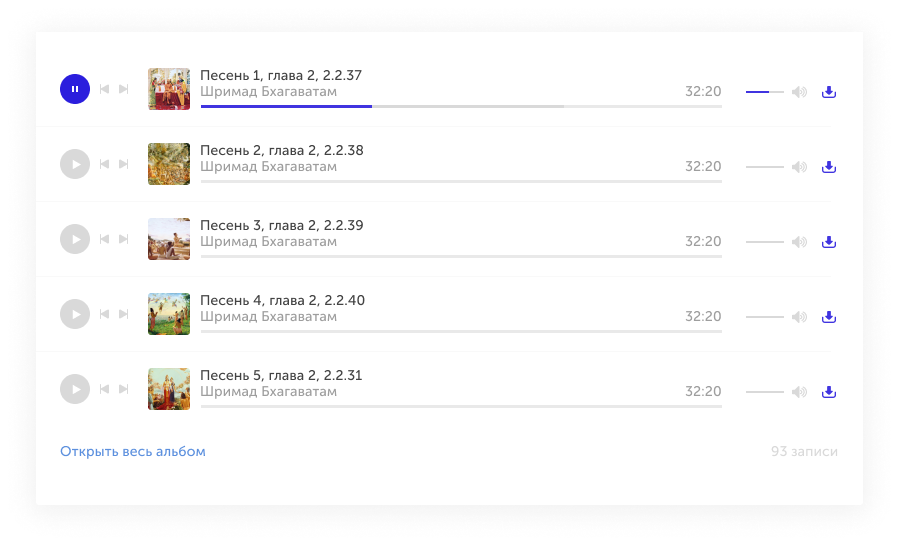 Песень 1, глава 2, 2.2.37
Шримад Бхагаватам
32:20
Песень 2, глава 2, 2.2.38
Шримад Бхагаватам
32:20
Песень 3, глава 2, 2.2.39
Шримад Бхагаватам
32:20
Песень 4, глава 2, 2.2.40
Шримад Бхагаватам
32:20
Песень 5, глава 2, 2.2.31
Шримад Бхагаватам
32:20
Открыть весь альбом
93 записи